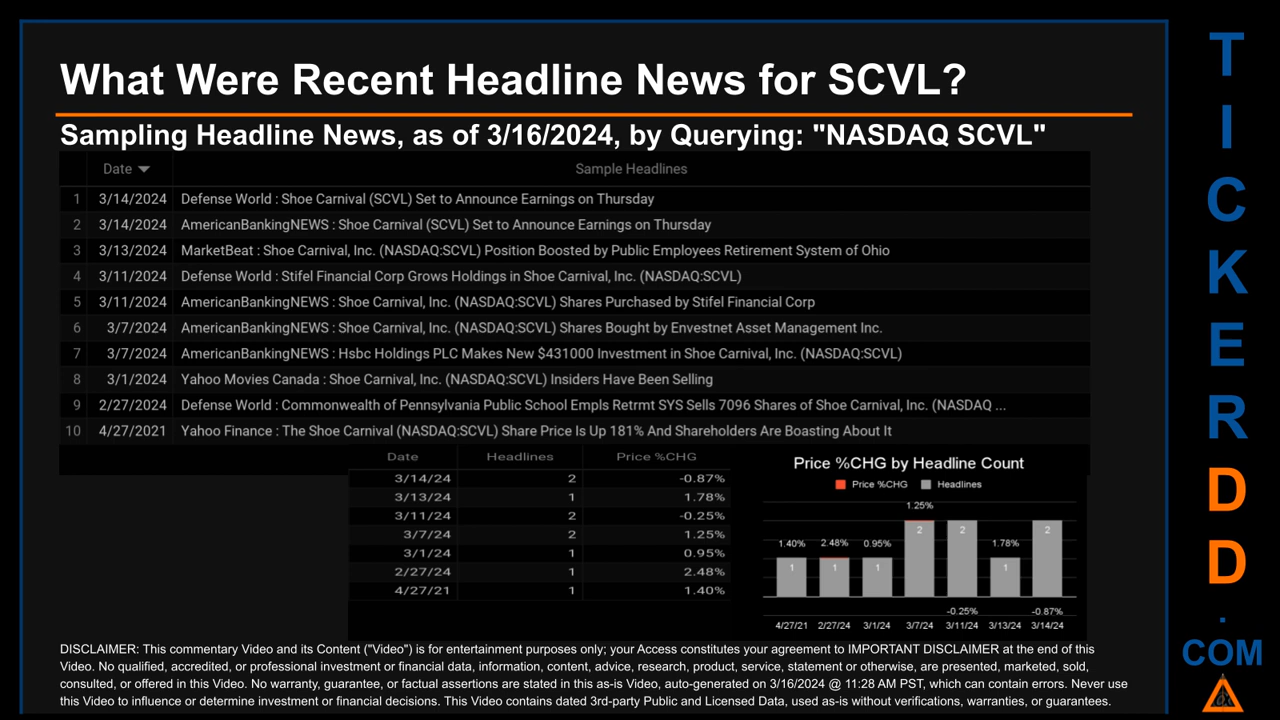 What Were Recent Headline News for SCVL?
Sampling Headline News, as of 3/16/2024, by Querying: "NASDAQ SCVL"
Date Sample Headlines
1 3/14/2024 Defense World : Shoe Carnival (SCVL) Set to Announce Earnings on Thursday
2 3/14/2024 AmericanBankingNEWS : Shoe Carnival (SCVL) Set to Announce Earnings on Thursday
3 3/13/2024 MarketBeat : Shoe Carnival, Inc. (NASDAQ:SCVL) Position Boosted by Public Employees Retirement System of Ohio
4 3/11/2024 Defense World : Stifel Financial Corp Grows Holdings in Shoe Carnival, Inc. (NASDAQ:SCVL)
5 3/11/2024 AmericanBankingNEWS : Shoe Carnival, Inc. (NASDAQ:SCVL) Shares Purchased by Stifel Financial Corp
6 3/7/2024 AmericanBankingNEWS : Shoe Carnival, Inc. (NASDAQ:SCVL) Shares Bought by Envestnet Asset Management Inc.
7 3/7/2024 AmericanBankingNEWS : Hsbc Holdings PLC Makes New $431000 Investment in Shoe Carnival, Inc. (NASDAQ:SCVL)
8 3/1/2024 Yahoo Movies Canada : Shoe Carnival, Inc. (NASDAQ:SCVL) Insiders Have Been Selling
9 2/27/2024 Defense World : Commonwealth of Pennsylvania Public School Empls Retrmt SYS Sells 7096 Shares of Shoe Carnival, Inc. (NASDAQ ...
10 4/27/2021 Yahoo Finance : The Shoe Carnival (NASDAQ:SCVL) Share Price Is Up 181% And Shareholders Are Boasting About It
Date Headlines Price %CHG
3/14/24 2 -0.87%
3/13/24 1 1.78%
3/11/24 2 -0.25%
3/7/24 2 1.25%
3/1/24 1 0.95%
2/27/24 1 2.48%
4/27/21 1 1.40%
Price %CHG by Headline Count
Price %CHG Headlines
1.40% 2.48% 0.95% 1.25% 1.78%
1 1 1 2 2 1 2
-0.25% -0.87%
4/27/21 2/27/24 3/1/24 3/7/24 3/11/24 3/13/24 3/14/24
DISCLAIMER: This commentary Video and its Content ("Video") is for entertainment purposes only; your Access constitutes your agreement to IMPORTANT DISCLAIMER at the end of this
Video. No qualified, accredited, or professional investment or financial data, information, content, advice, research, product, service, statement or otherwise, are presented, marketed, sold,
consulted, or offered in this Video. No warranty, guarantee, or factual assertions are stated in this as-is Video, auto-generated on 3/16/2024 @ 11:28 AM PST, which can contain errors. Never use
this Video to influence or determine investment or financial decisions. This Video contains dated 3rd-party Public and Licensed Data, used as-is without verifications, warranties, or guarantees.
T
I
C
K
E
R
D
D
.
COM